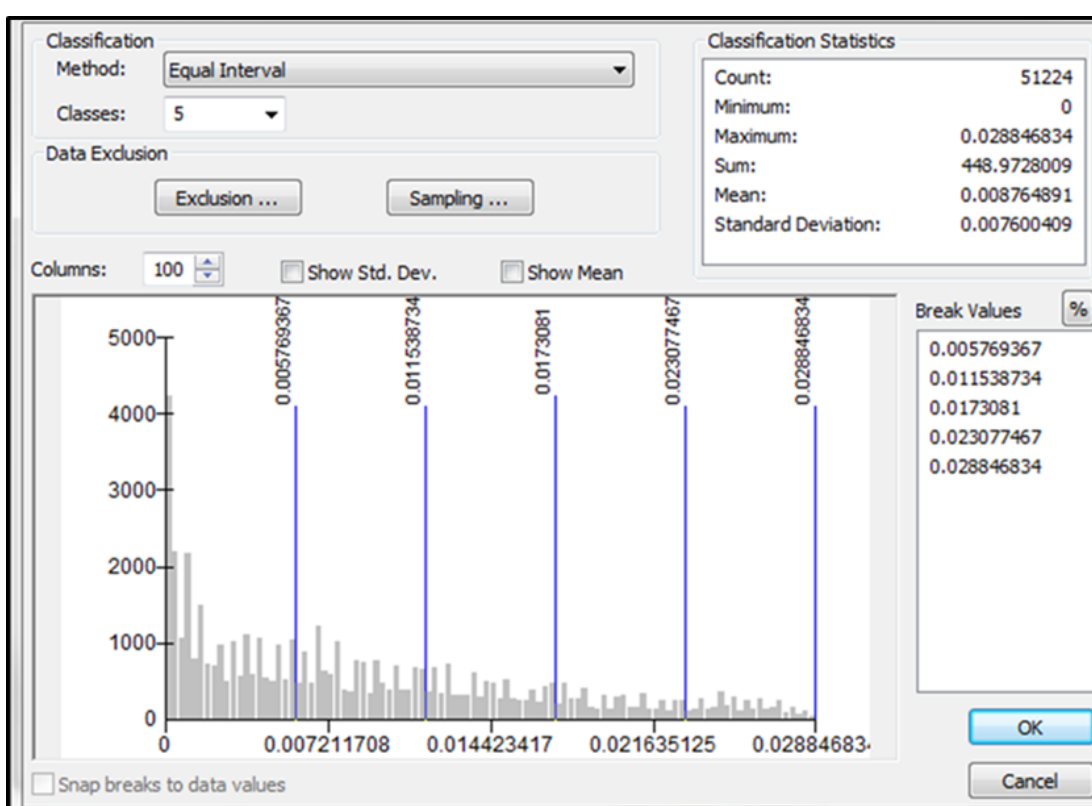 Classification
Method: Equal Interval
Classes: 5
Data Exclusion
Exclusion ...
Sampling ...
Classification Statistics
Count: 51224
Minimum: 0
Maximum: 0.028846834
Sum: 448.9728009
Mean: 0.008764891
Standard Deviation: 0.007600409
Columns: 100
Show Std. Dev.
Show Mean
0.005769367
0.011538734
0.0173081
0.023077467
0.028846834
5000
4000
3000
2000
1000
0
0 0.007211708 0.014423417 0.021635125 0.028846834
Snap breaks to data values
Break Values
%
0.005769367
0.011538734
0.0173081
0.023077467
0.028846834
OK
Cancel